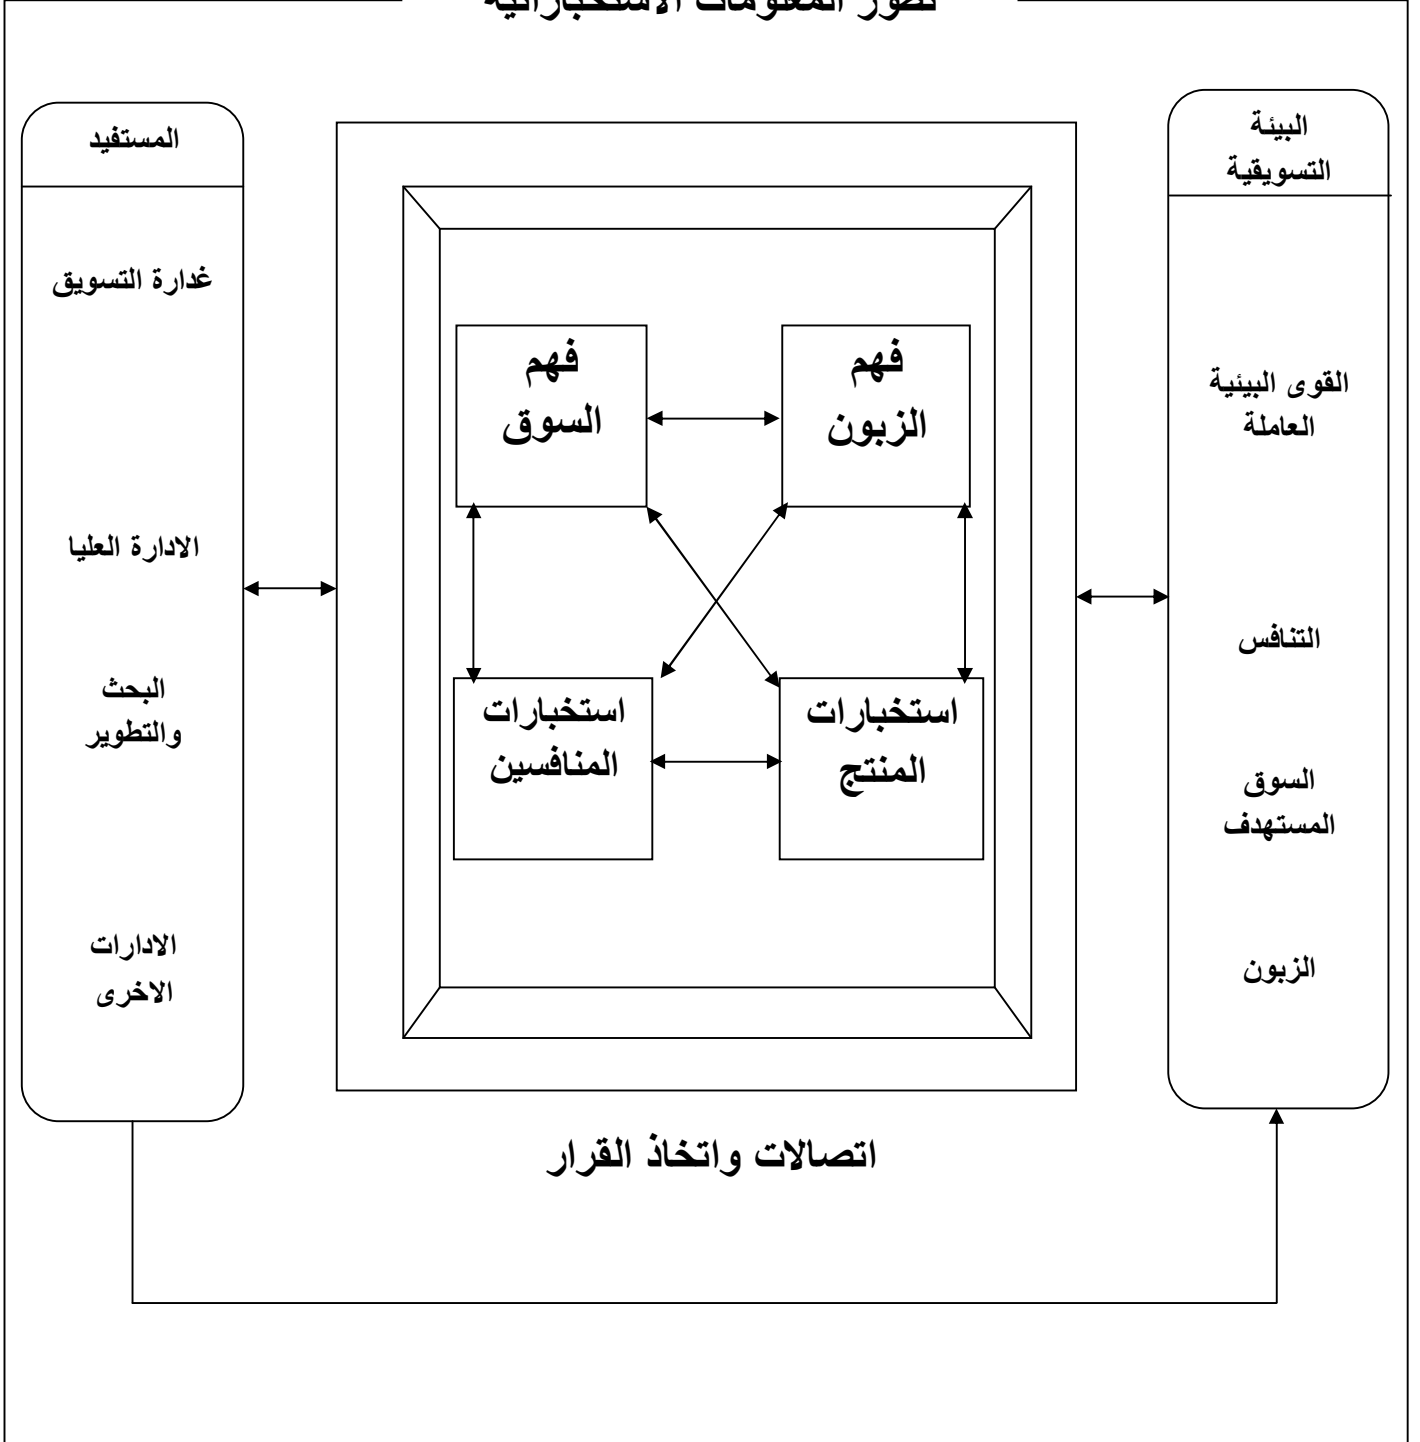 تطور المعلومات الاستخباراتية
البيئة
التسويقية
القوى البيئية
العاملة
التنافس
السوق
المستهدف
الزبون
فهم
الزبون
فهم
السوق
استخبارات
المنتج
استخبارات
المنافسين
المستفيد
غدارة التسويق
الادارة العليا
البحث
والتطوير
الادارات
الاخرى
اتصالات واتخاذ القرار